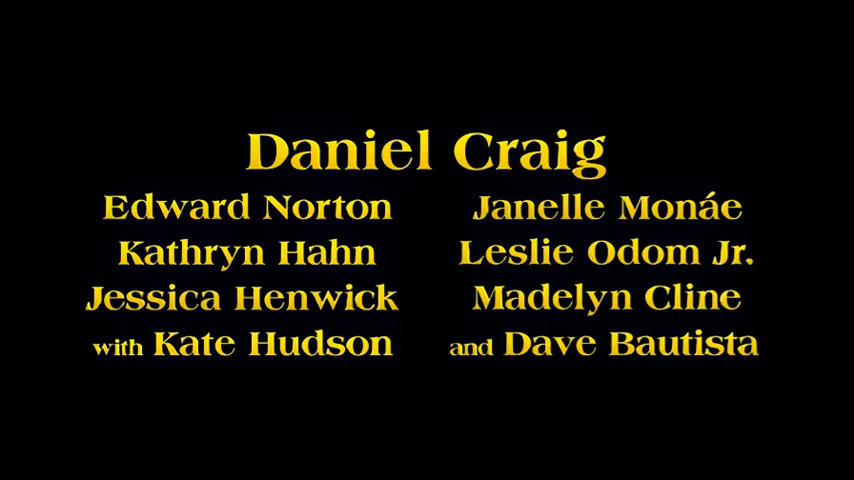 Daniel Craig
Edward Norton
Janelle Monáe
Kathryn Hahn
Leslie Odom Jr.
Jessica Henwick
Madelyn Cline
with Kate Hudson
and Dave Bautista